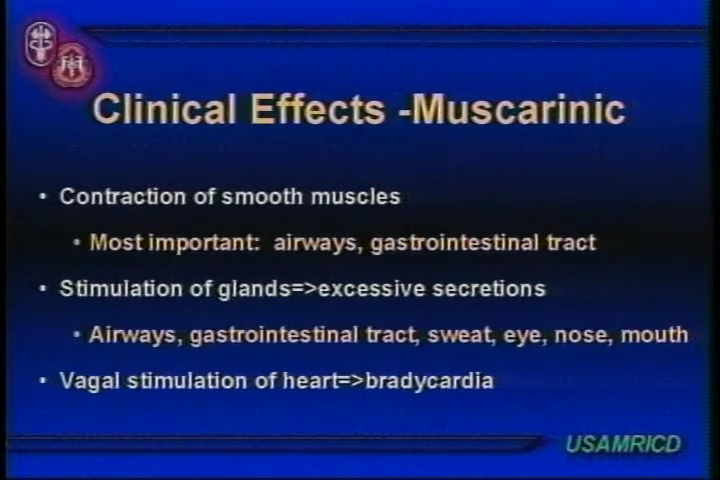 Clinical Effects -Muscarinic
• Contraction of smooth muscles
• Most important: airways, gastrointestinal tract
• Stimulation of glands=>excessive secretions
• Airways, gastrointestinal tract, sweat, eye, nose, mouth
• Vagal stimulation of heart=>bradycardia
USAMRICD